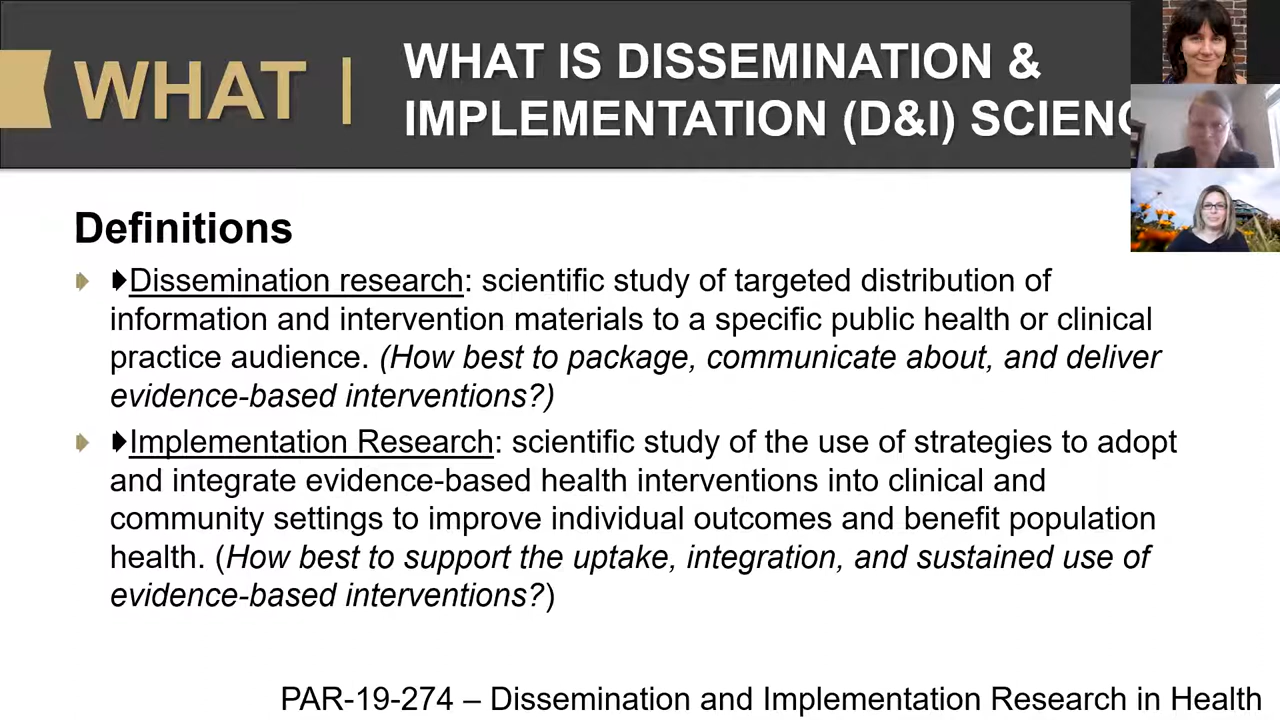 WHAT |
WHAT IS DISSEMINATION &
IMPLEMENTATION (D&I) SCIENC
Definitions
Dissemination research: scientific study of targeted distribution of
information and intervention materials to a specific public health or clinical
practice audience. (How best to package, communicate about, and deliver
evidence-based interventions?)
Implementation Research: scientific study of the use of strategies to adopt
and integrate evidence-based health interventions into clinical and
community settings to improve individual outcomes and benefit population
health. (How best to support the uptake, integration, and sustained use of
evidence-based interventions?)
PAR-19-274 – Dissemination and Implementation Research in Health